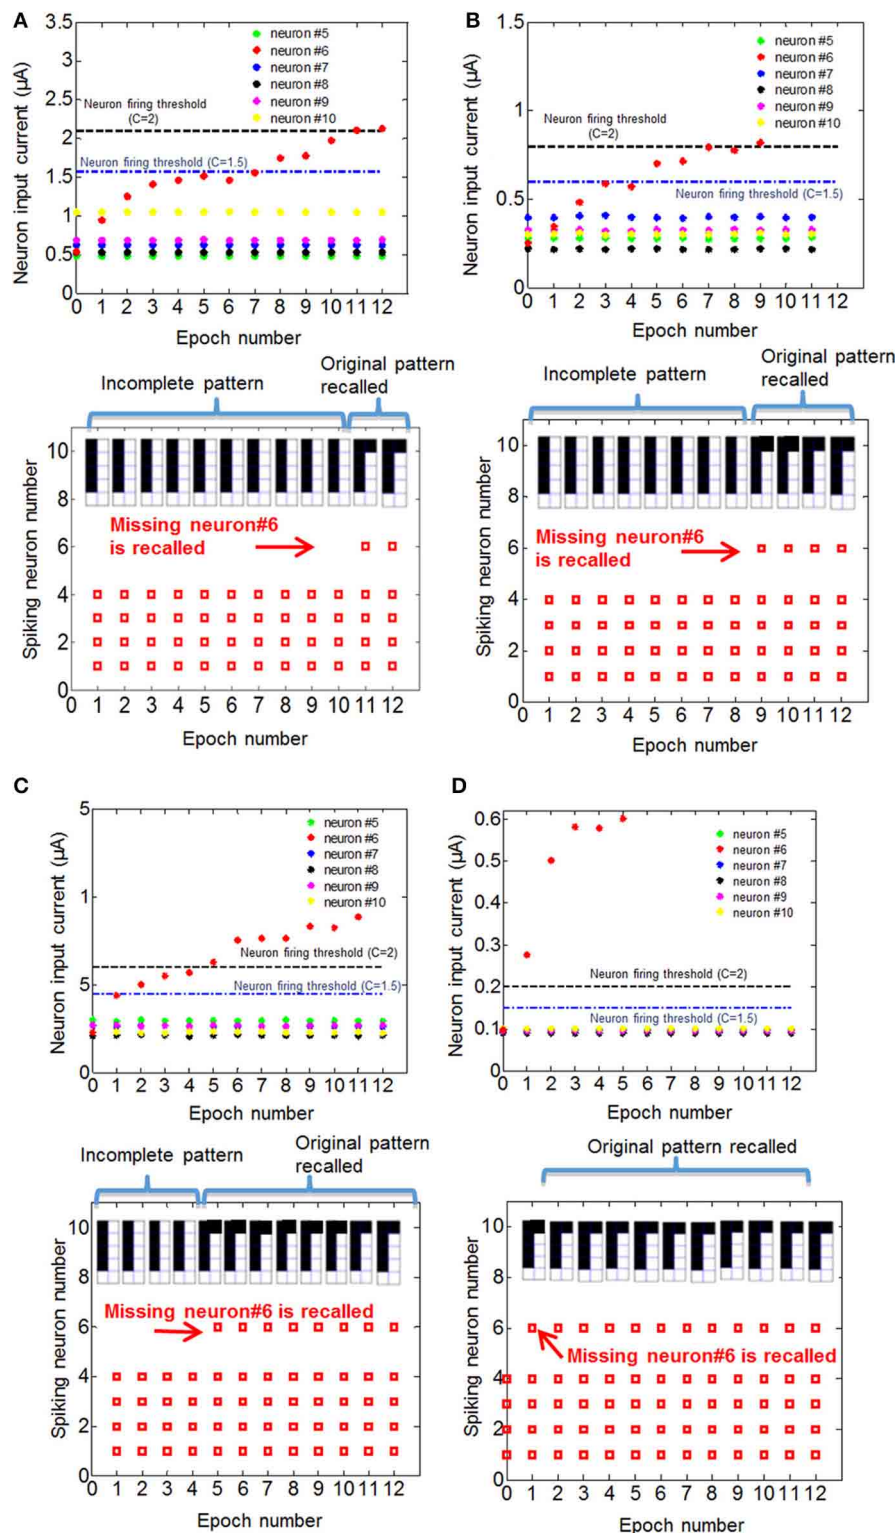 A
3.5
3
2.5
2
1.5
1
0.5
0
Neuron input current (µA)
neuron #5
neuron #6
neuron #7
neuron #8
neuron #9
neuron #10
Neuron firing threshold
(C=2)
Neuron firing threshold (C=1.5)
0 1 2 3 4 5 6 7 8 9 10 11 12
Epoch number
Incomplete pattern
Original pattern
recalled
10
8
6
4
2
0
Spiking neuron number
Missing neuron#6
is recalled
1 2 3 4 5 6 7 8 9 10 11 12
Epoch number
B
1.5
1
0.5
0
Neuron input current (µA)
neuron #5
neuron #6
neuron #7
neuron #8
neuron #9
neuron #10
Neuron firing threshold
(C=2)
Neuron firing threshold (C=1.5)
0 1 2 3 4 5 6 7 8 9 10 11 12
Epoch number
Incomplete pattern
Original pattern
recalled
10
8
6
4
2
0
Spiking neuron number
Missing neuron#6
is recalled
0 1 2 3 4 5 6 7 8 9 10 11 12
Epoch number
C
5
1
5
0
Neuron input current (µA)
neuron #5
neuron #6
neuron #7
neuron #8
neuron #9
neuron #10
Neuron firing threshold (C=2)
Neuron firing threshold (C=1.5)
0 1 2 3 4 5 6 7 8 9 10 11 12
Epoch number
Incomplete pattern
Original pattern
recalled
10
8
6
4
2
0
Spiking neuron number
Missing neuron#6 is recalled
0 1 2 3 4 5 6 7 8 9 10 11 12
Epoch number
D
0.6
0.5
0.4
0.3
0.2
0.1
0
Neuron input current (µA)
neuron #5
neuron #6
neuron #7
neuron #8
neuron #9
neuron #10
Neuron firing threshold (C=2)
Neuron firing threshold (C=1.5)
0 1 2 3 4 5 6 7 8 9 10 11 12
Epoch number
Original pattern recalled
10
8
6
4
2
0
Spiking neuron number
Missing neuron#6 is recalled
0 1 2 3 4 5 6 7 8 9 10 11 12
Epoch number